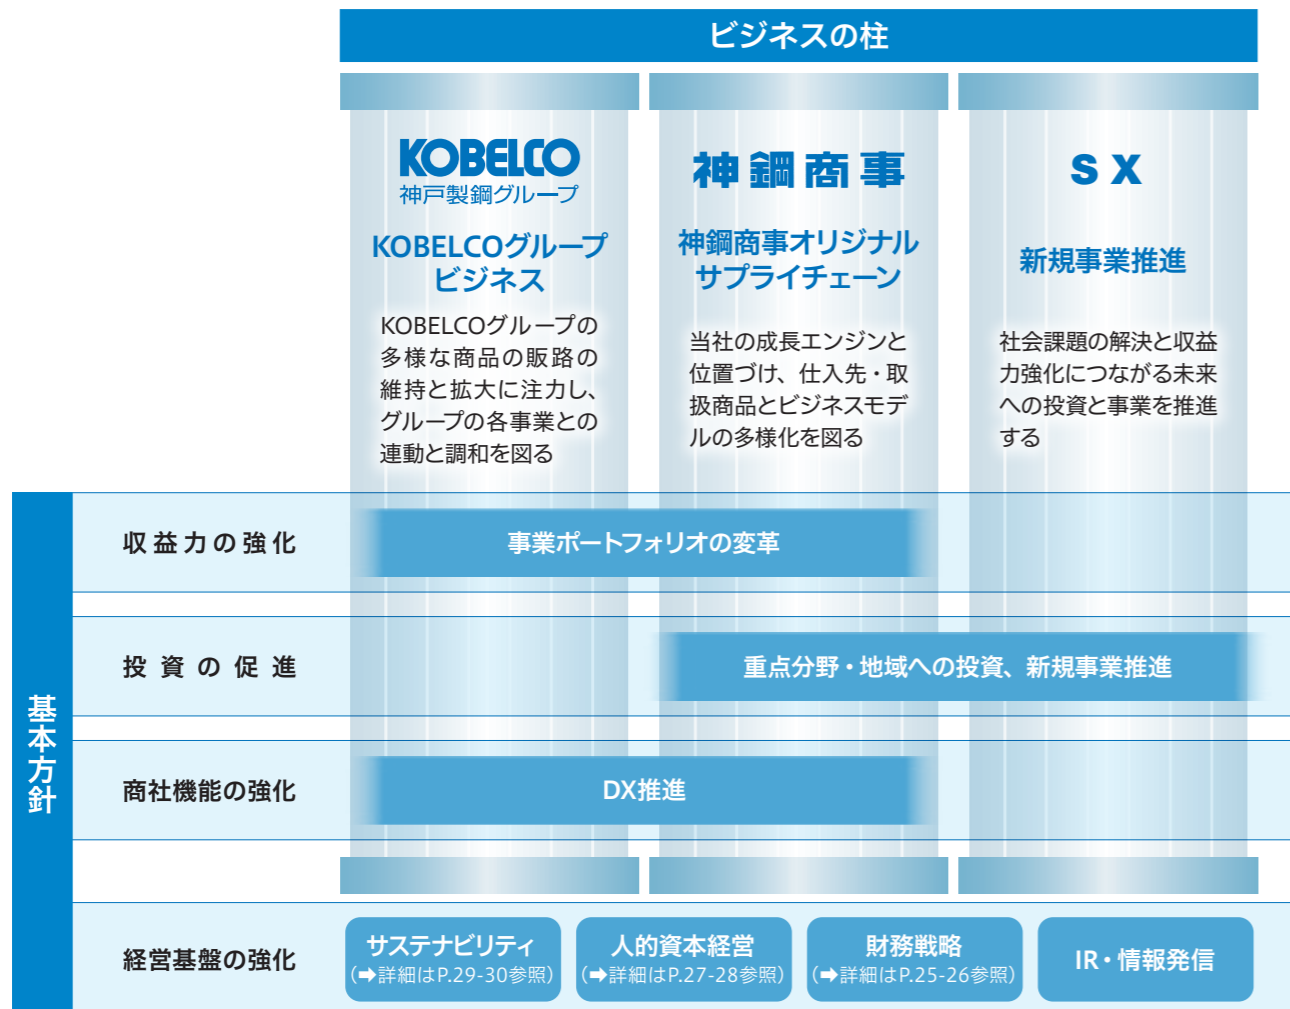 ビジネスの柱
KOBELCO
神戸製鋼グループ
KOBELCOグループ
ビジネス
KOBELCOグループの
多様な商品の販路の
維持と拡大に注力し、
グループの各事業との
連動と調和を図る
神鋼商事
神鋼商事オリジナル
サプライチェーン
当社の成長エンジンと
位置づけ、仕入先・取
扱商品とビジネスモデ
ルの多様化を図る
SX
新規事業推進
社会課題の解決と収益
力強化につながる未来
への投資と事業を推進
する
基本方針
収益力の強化
事業ポートフォリオの変革
投資の促進
重点分野・地域への投資、新規事業推進
商社機能の強化
DX推進
経営基盤の強化
サステナビリティ
（➡詳細はP.29-30参照）
人的資本経営
（➡詳細はP.27-28参照）
財務戦略
（➡詳細はP.25-26参照）
IR・情報発信